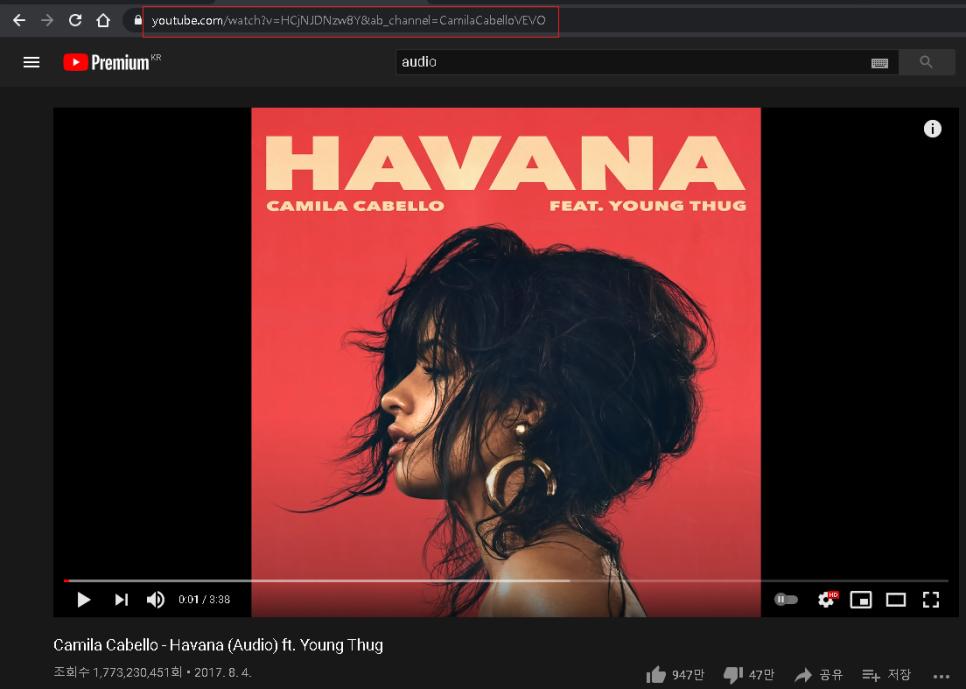 youtube.com/watch?v=HCjNJDNzw8Y&ab_channel=CamilaCabelloVEVO
Premium KR
audio
HAVANA
CAMILA CABELLO FEAT. YOUNG THUG
0:01 / 3:38
HD
Camila Cabello - Havana (Audio) ft. Young Thug
조회수 1,773,230,451회 • 2017. 8. 4.
947만 47만 공유 저장